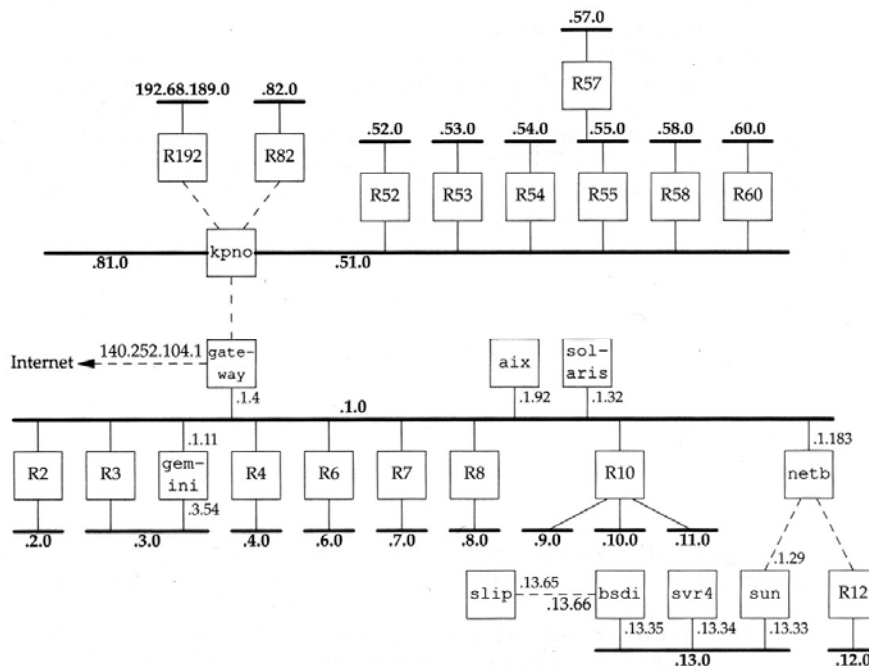 .57.0
R57
192.68.189.0
.82.0
.52.0
.53.0
.54.0
.55.0
.58.0
.60.0
R192
R82
R52
R53
R54
R55
R58
R60
kpno
.81.0
.51.0
Internet
140.252.104.1
gate-
way
aix
sol-
aris
.1.4
.1.92
.1.32
.1.0
.1.11
.1.183
R2
R3
gem-
ini
R4
R6
R7
R8
R10
netb
.3.54
.2.0
.3.0
.4.0
.6.0
.7.0
.8.0
.9.0
.10.0
.11.0
.1.29
slip
.13.65
.13.66
bsdi
svr4
sun
R12
.13.35
.13.34
.13.33
.13.0
.12.0